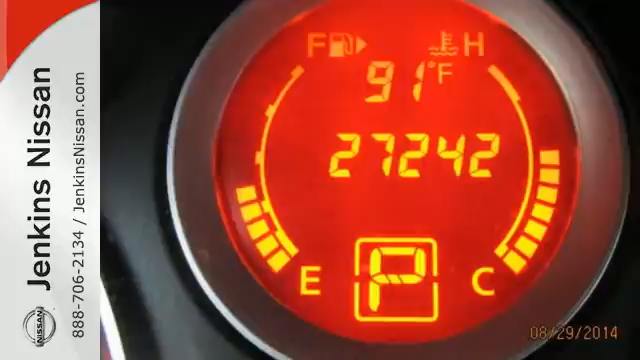 Jenkins Nissan
888-706-2134 / JenkinsNissan.com
NISSAN
F H
91°F
27242
E P C
08/29/2014